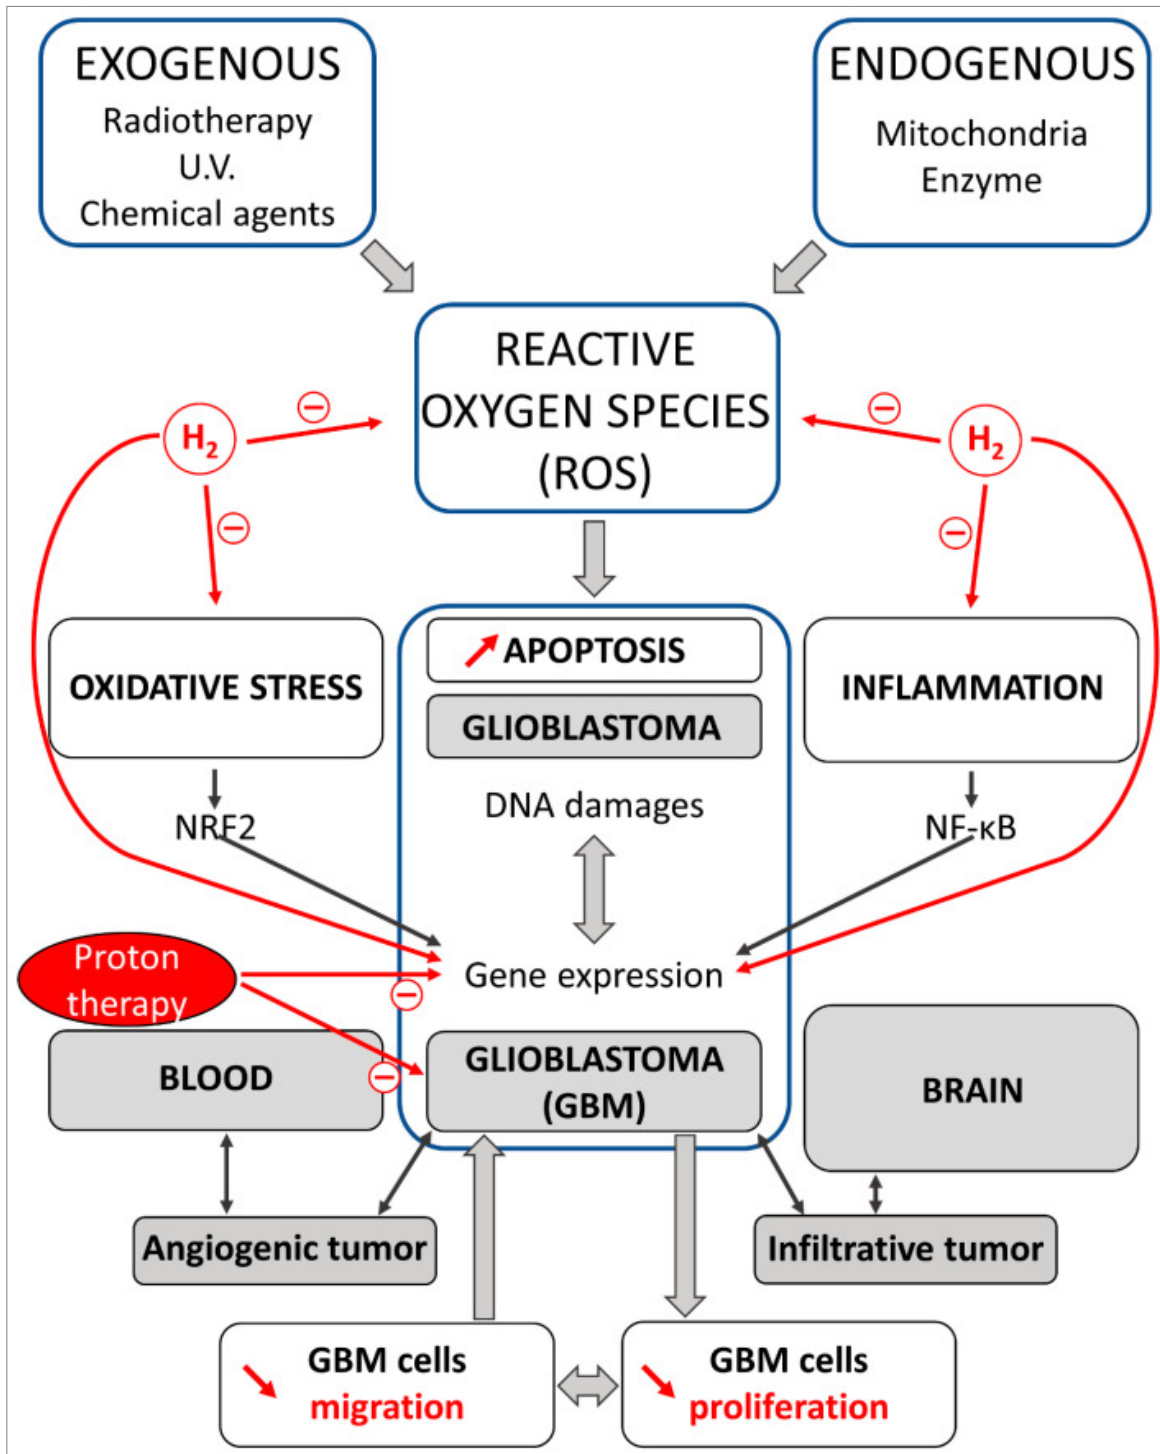 EXOGENOUS
Radiotherapy
U.V.
Chemical agents
ENDOGENOUS
Mitochondria
Enzyme
REACTIVE
OXYGEN SPECIES
(ROS)
H₂
H₂
OXIDATIVE STRESS
NRF2
APOPTOSIS
GLIOBLASTOMA
DNA damages
Gene expression
INFLAMMATION
NF-κB
Proton
therapy
BLOOD
GLIOBLASTOMA
(GBM)
BRAIN
Angiogenic tumor
Infiltrative tumor
GBM cells
migration
GBM cells
proliferation